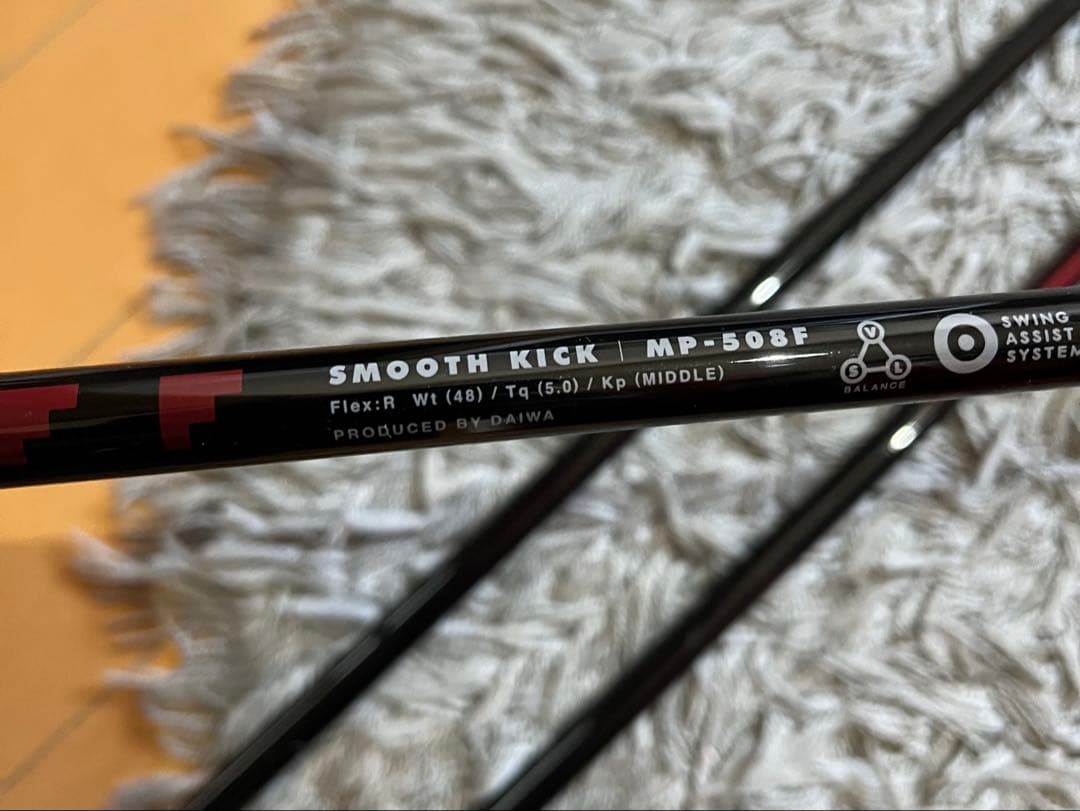 SMOOTH KICK | MP-508F
Flex:R Wt (48) / Tq (5.0) / Kp (MIDDLE)
PRODUCED BY DAIWA
V
S L
BALANCE
SWING
ASSIST
SYSTEM